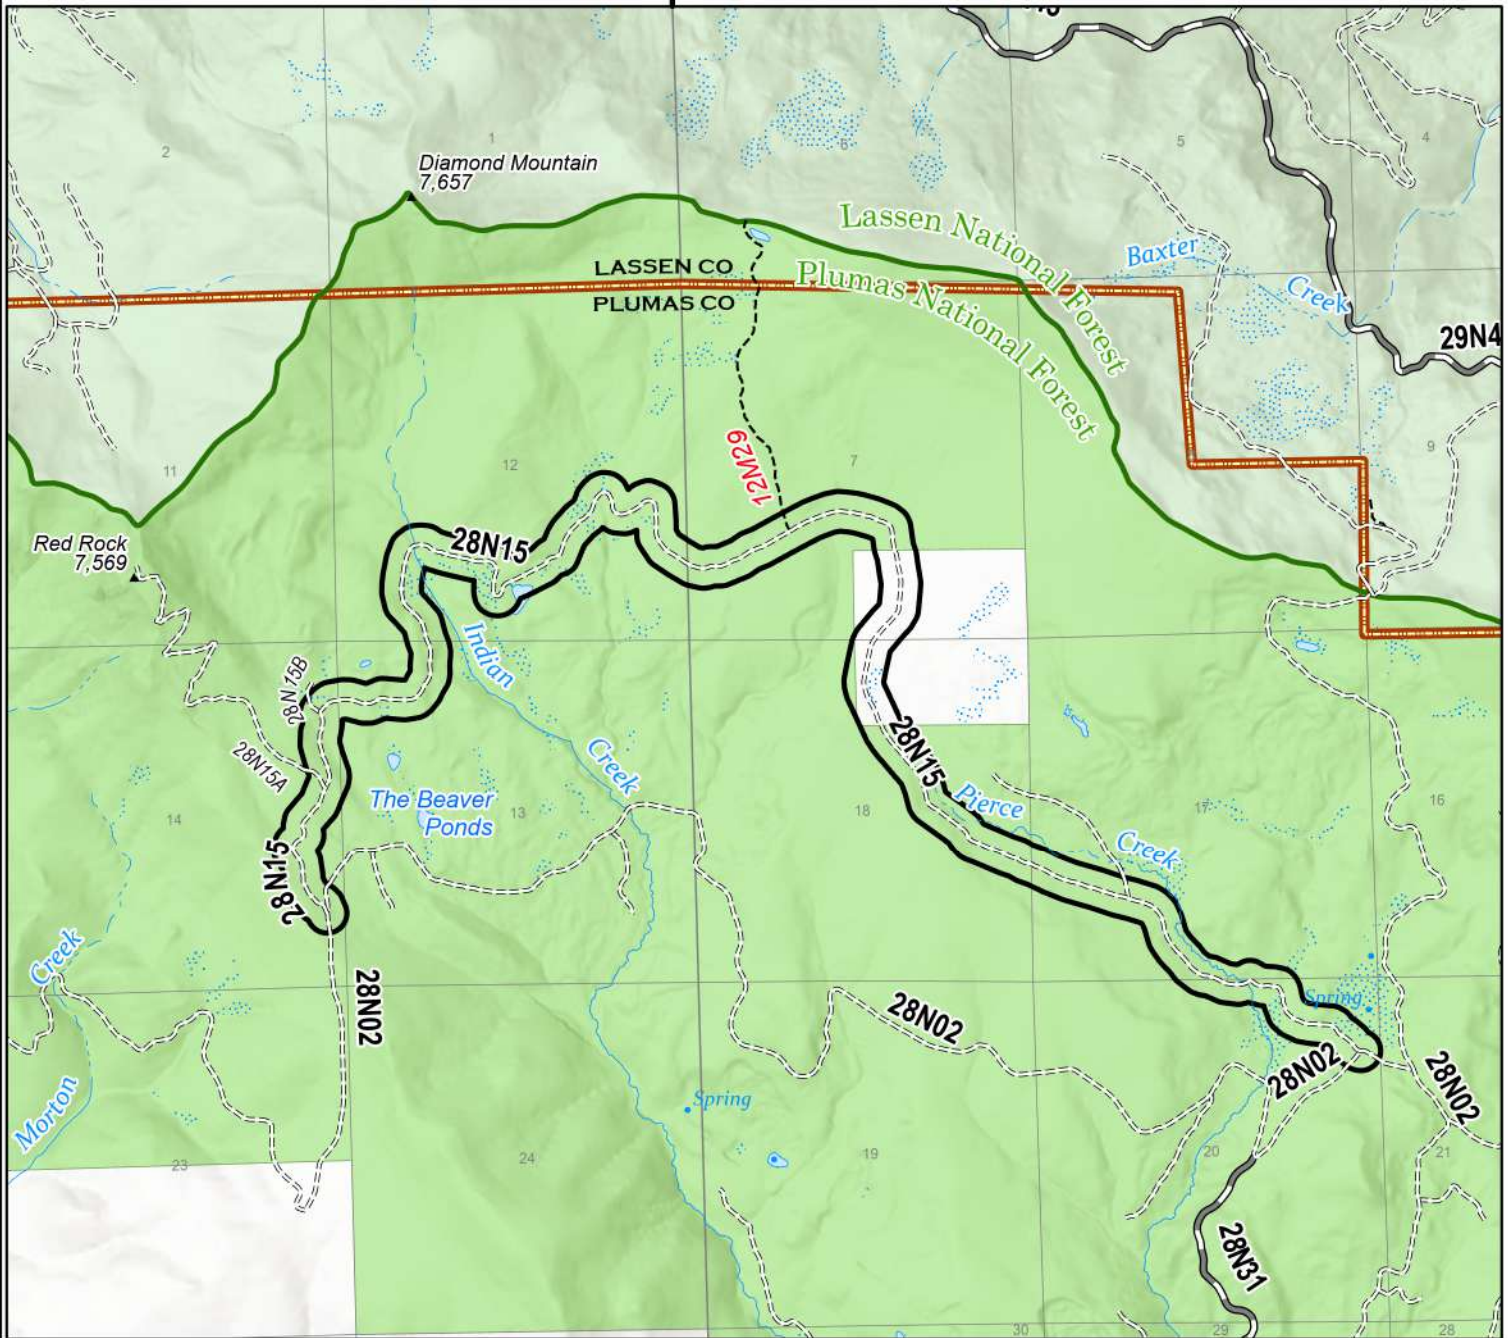 2
1
6
5
4
Diamond Mountain
7,657
Lassen National Forest
Baxter
Creek
LASSEN CO
PLUMAS CO
Plumas National Forest
29N4
11
12
12M29
7
9
Red Rock
7,569
28N15
Indian
28N15B
28N15A
Creek
28N15
Pierce
Creek
The Beaver
Ponds
14
13
18
17
16
28N15
Creek
28N02
28N02
Spring
28N02
28N02
Morton
Spring
23
24
19
20
21
28N31
30
29
28